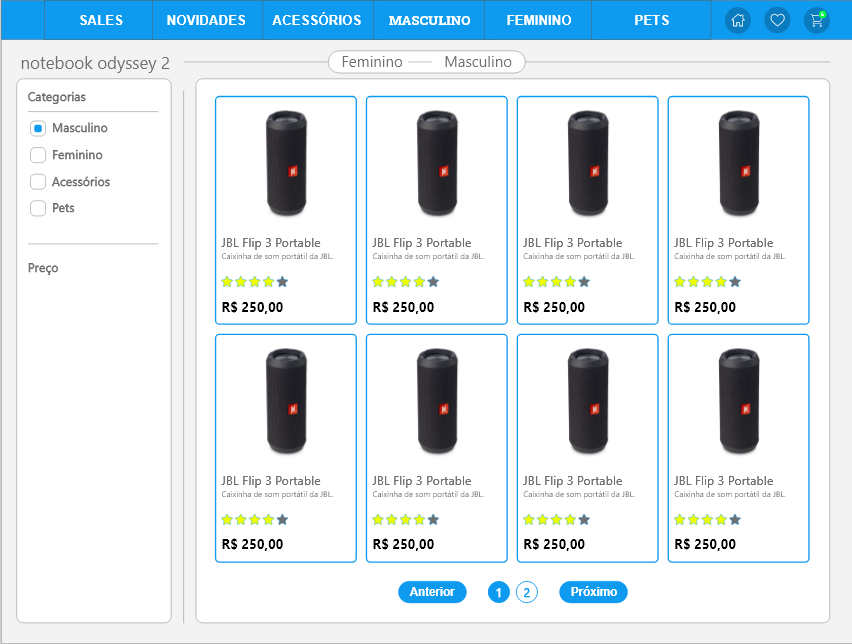 SALES NOVIDADES ACESSÓRIOS MASCULINO FEMININO PETS
6
notebook odyssey 2
Feminino Masculino
Categorias
Masculino
Feminino
Acessórios
Pets
Preço
JBL Flip 3 Portable JBL Flip 3 Portable JBL Flip 3 Portable JBL Flip 3 Portable
Caixinha de som portátil da JBL. Caixinha de som portátil da JBL. Caixinha de som portátil da JBL. Caixinha de som portátil da JBL.
R$ 250,00 R$ 250,00 R$ 250,00 R$ 250,00
JBL Flip 3 Portable JBL Flip 3 Portable JBL Flip 3 Portable JBL Flip 3 Portable
Caixinha de som portátil da JBL. Caixinha de som portátil da JBL. Caixinha de som portátil da JBL. Caixinha de som portátil da JBL.
R$ 250,00 R$ 250,00 R$ 250,00 R$ 250,00
Anterior 1 2 Próximo